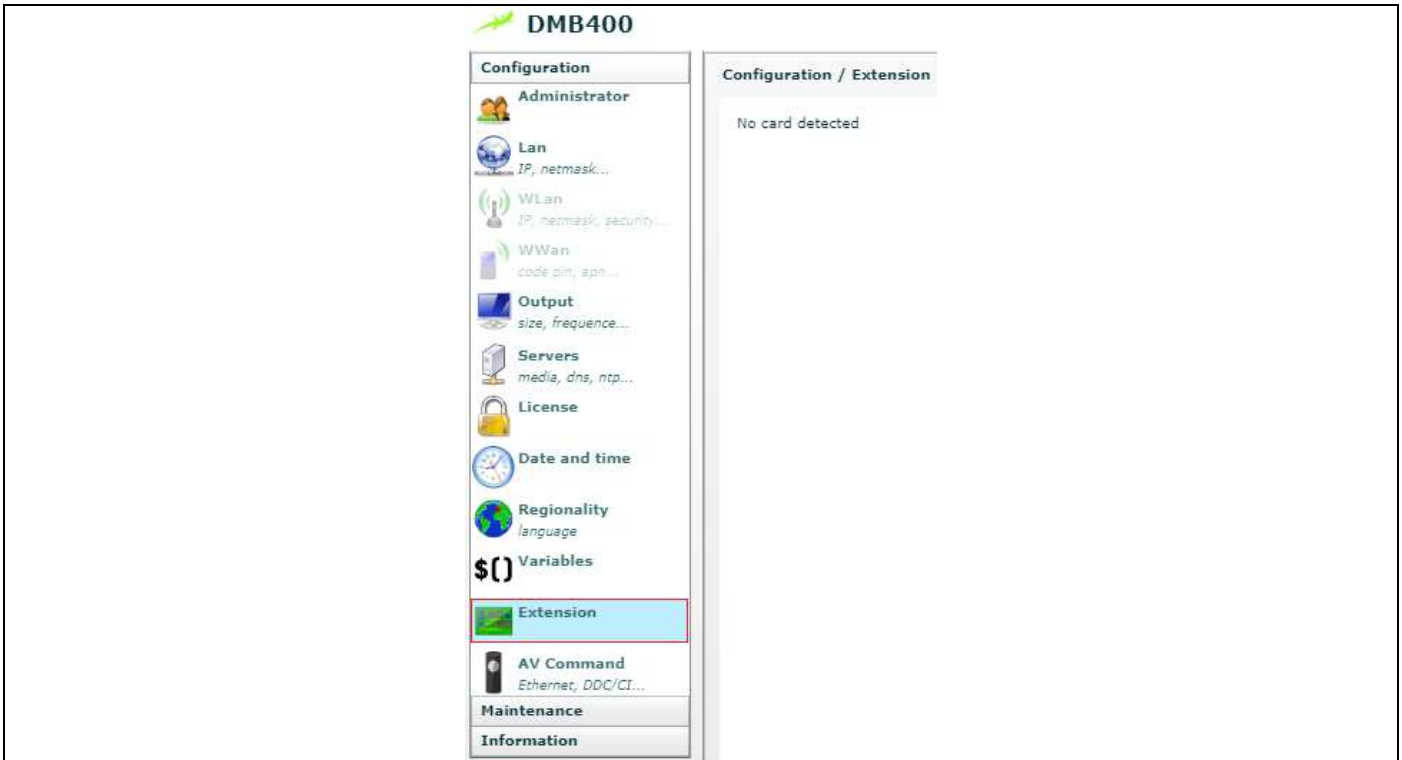 DMB400
Configuration
Administrator
Lan
IP, netmask...
WLan
IP, netmask, security...
WWan
code pin, apn...
Output
size, frequence...
Servers
media, dns, ntp...
License
Date and time
Regionality
language
$() Variables
Extension
AV Command
Ethernet, DDC/CI...
Maintenance
Information
Configuration / Extension
No card detected